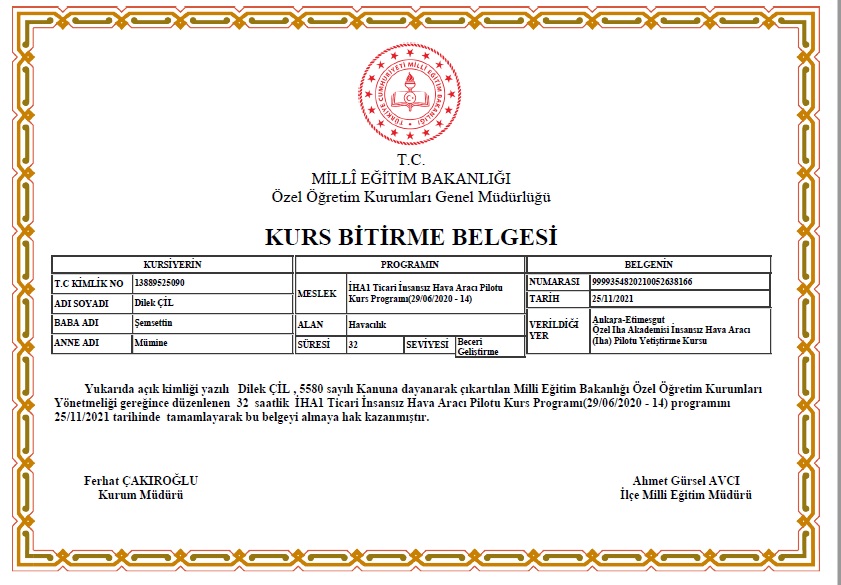 TÜRKİYE CUMHURİYETİ MİLLÎ EĞİTİM BAKANLIĞI
T.C.
MİLLÎ EĞİTİM BAKANLIĞI
Özel Öğretim Kurumları Genel Müdürlüğü
KURS BİTİRME BELGESİ
KURSİYERİN
T.C KİMLİK NO 13889525090
ADI SOYADI Dilek ÇİL
BABA ADI Şemsettin
ANNE ADI Mümine
PROGRAMIN
MESLEK İHA1 Ticari İnsansız Hava Aracı Pilotu
Kurs Programı(29/06/2020 - 14)
ALAN Havacılık
SÜRESİ 32 SEVİYESİ Beceri
Geliştirme
BELGENİN
NUMARASI 9999354820210052638166
TARİH 25/11/2021
VERİLDİĞİ
YER
Ankara-Etimesgut
Özel Iha Akademisi İnsansız Hava Aracı
(İha) Pilotu Yetiştirme Kursu
Yukarıda açık kimliği yazılı Dilek ÇİL , 5580 sayılı Kanuna dayanarak çıkartılan Milli Eğitim Bakanlığı Özel Öğretim Kurumları
Yönetmeliği gereğince düzenlenen 32 saatlik İHA1 Ticari İnsansız Hava Aracı Pilotu Kurs Programı(29/06/2020 - 14) programını
25/11/2021 tarihinde tamamlayarak bu belgeyi almaya hak kazanmıştır.
Ferhat ÇAKIROĞLU
Kurum Müdürü
Ahmet Gürsel AVCI
İlçe Milli Eğitim Müdürü